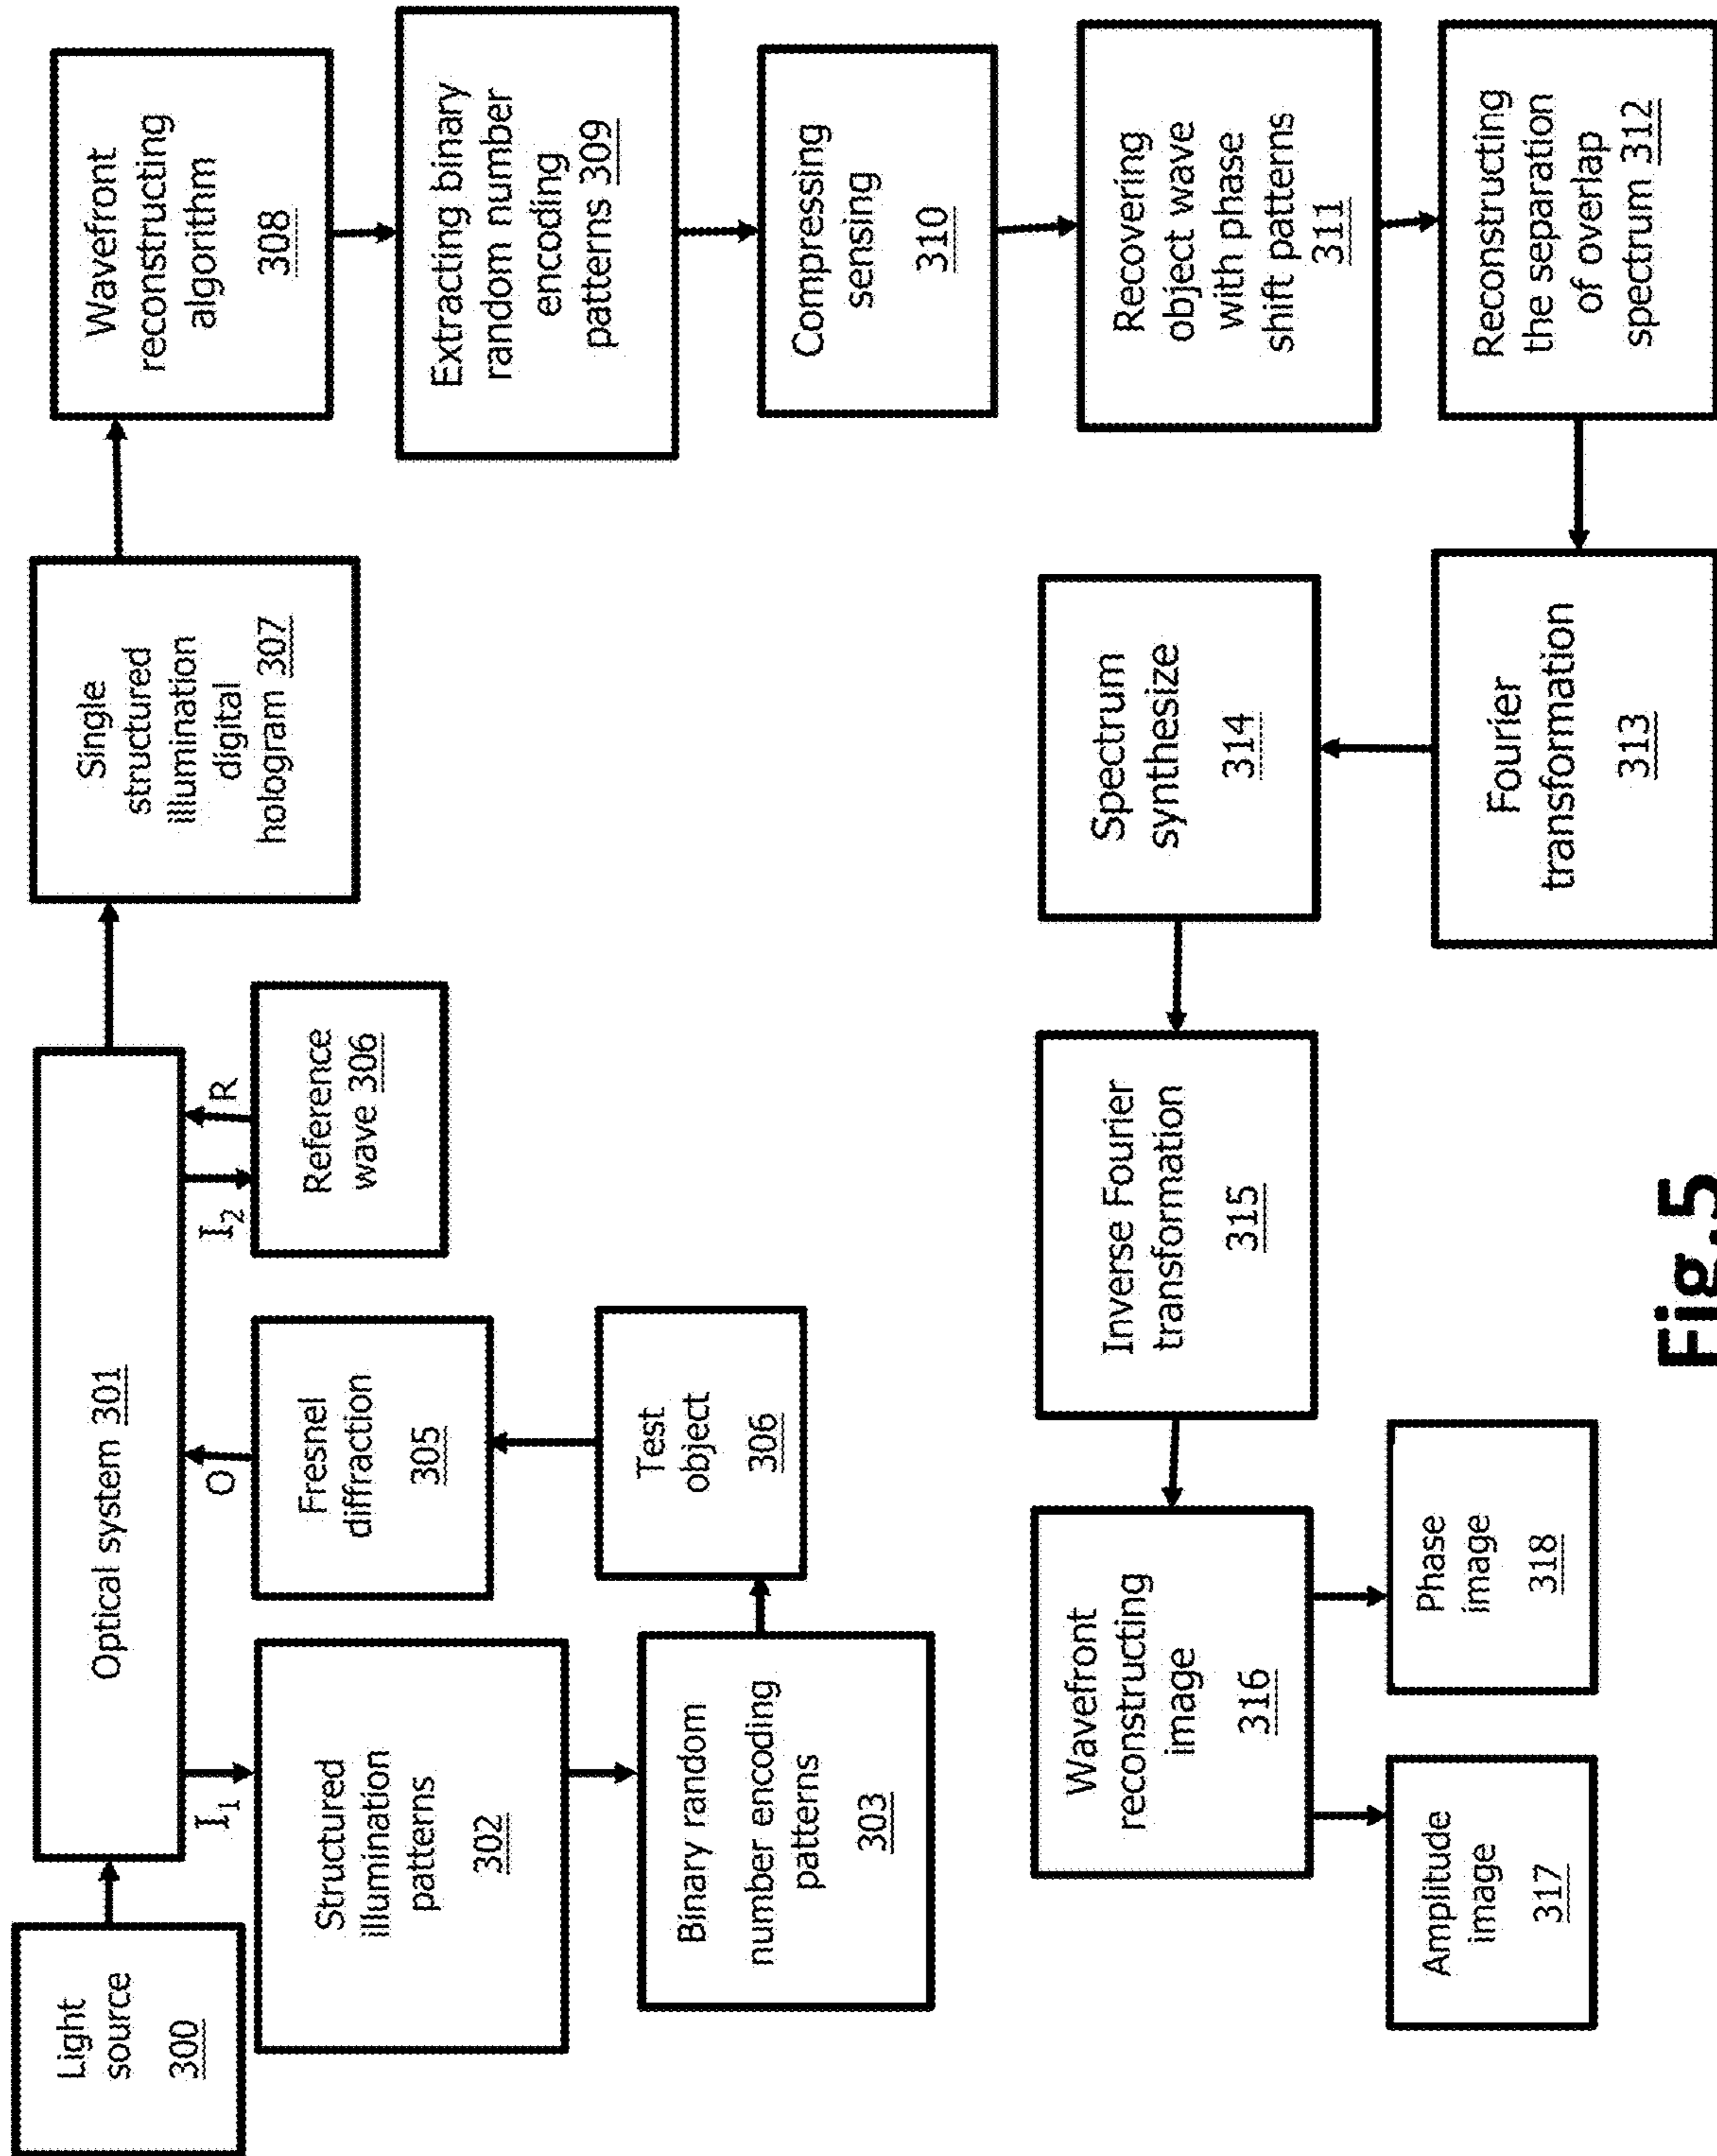 Light
source
300
Optical system 301
I₁
O
I₂
R
Structured
illumination
patterns
302
Binary random
number encoding
patterns
303
Test
object
306
Fresnel
diffraction
305
Reference
wave 306
Single
structured
illumination
digital
hologram 307
Wavefront
reconstructing
algorithm
308
Extracting binary
random number
encoding
patterns 309
Compressing
sensing
310
Recovering
object wave
with phase
shift patterns
311
Reconstructing
the separation
of overlap
spectrum 312
Fourier
transformation
313
Spectrum
synthesize
314
Inverse Fourier
transformation
315
Wavefront
reconstructing
image
316
Amplitude
image
317
Phase
image
318
Fig.5